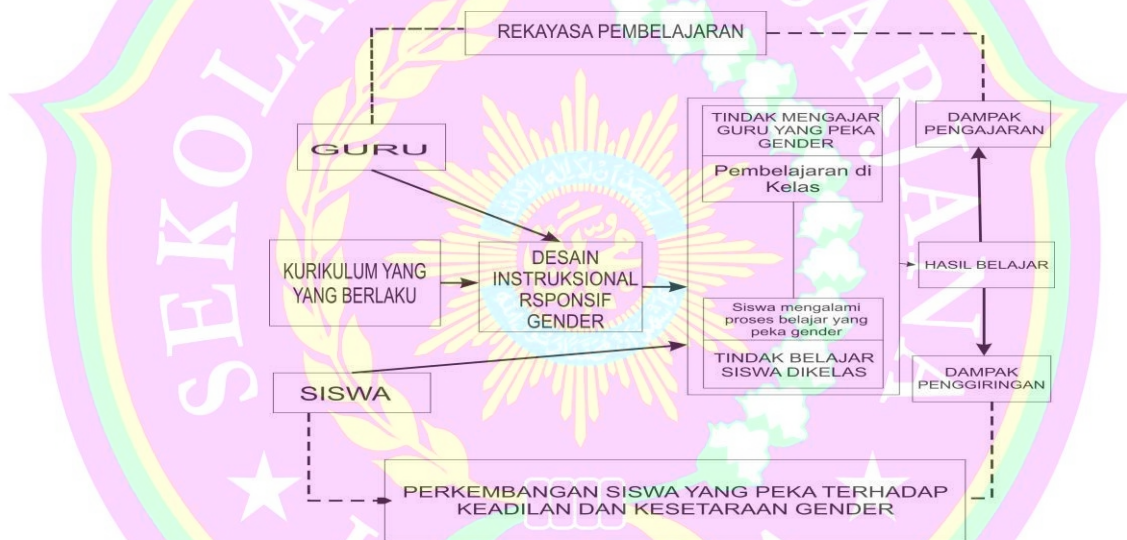 REKAYASA PEMBELAJARAN
GURU
TINDAK MENGAJAR
GURU YANG PEKA
GENDER
Pembelajaran di
Kelas
DAMPAK
PENGAJARAN
KURIKULUM YANG
YANG BERLAKU
DESAIN
INSTRUKSIONAL
RSPONSIF
GENDER
HASIL BELAJAR
Siswa mengalami
proses belajar yang
peka gender
TINDAK BELAJAR
SISWA DIKELAS
SISWA
DAMPAK
PENGGIRINGAN
PERKEMBANGAN SISWA YANG PEKA TERHADAP
KEADILAN DAN KESETARAAN GENDER